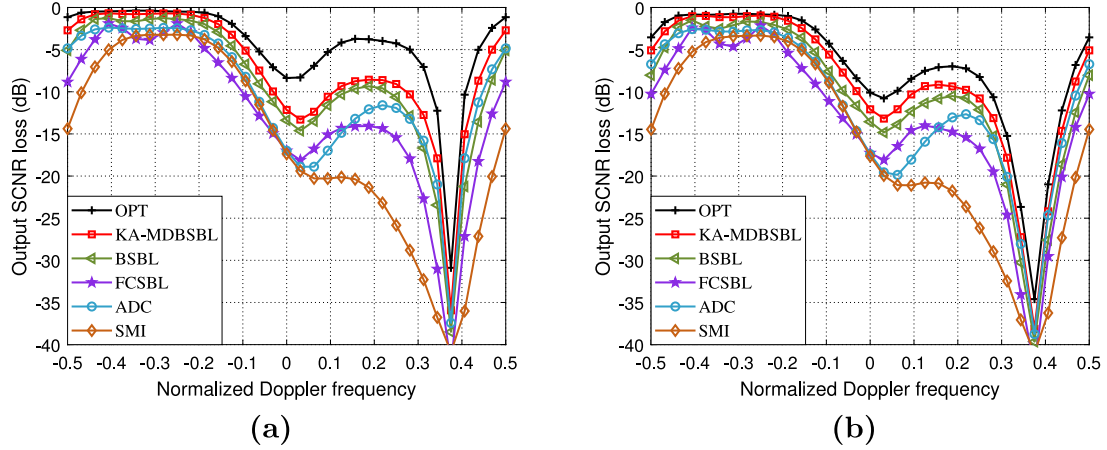 0
-5
-10
-15
-20
-25
-30
-35
-40
Output SCNR loss (dB)
OPT
KA-MDBSBL
BSBL
FCSBL
ADC
SMI
-0.5 -0.4 -0.3 -0.2 -0.1 0 0.1 0.2 0.3 0.4 0.5
Normalized Doppler frequency
(a)
0
-5
-10
-15
-20
-25
-30
-35
-40
Output SCNR loss (dB)
OPT
KA-MDBSBL
BSBL
FCSBL
ADC
SMI
-0.5 -0.4 -0.3 -0.2 -0.1 0 0.1 0.2 0.3 0.4 0.5
Normalized Doppler frequency
(b)